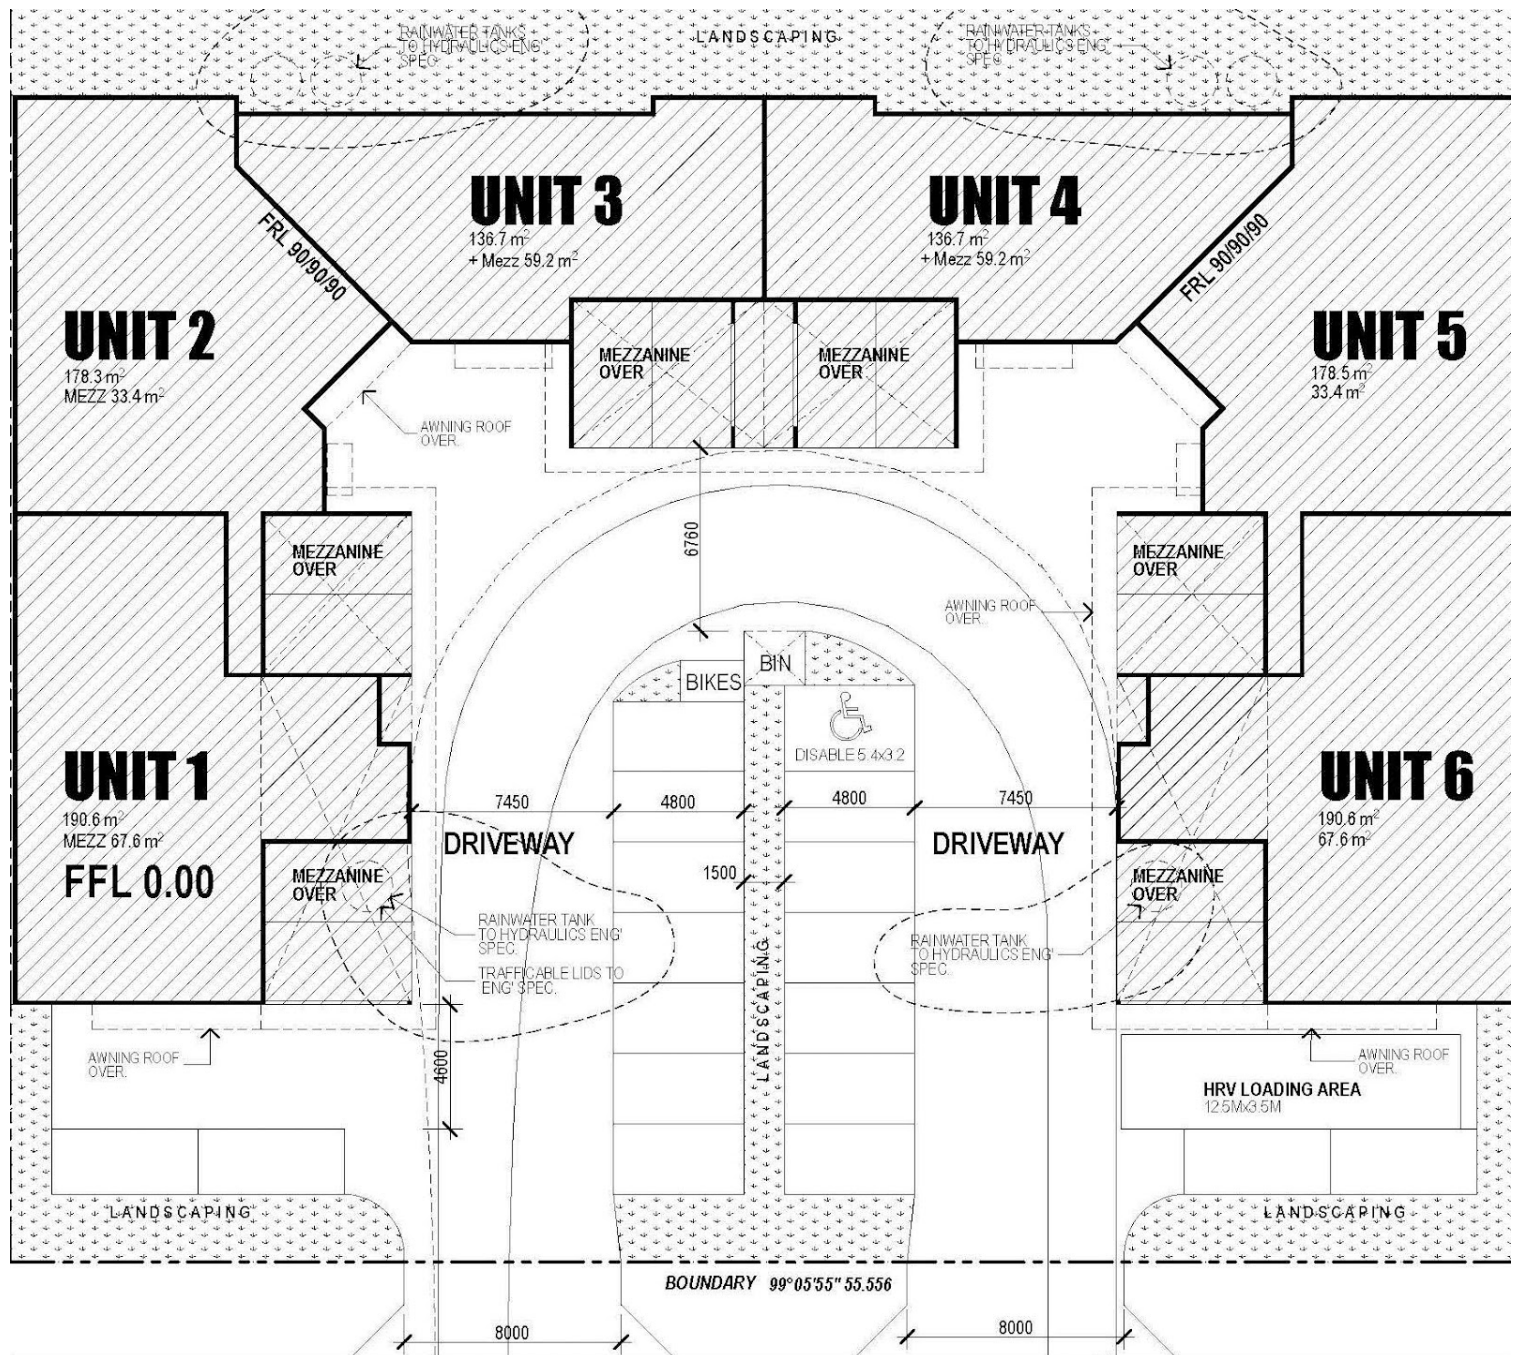 RAINWATER TANKS
TO HYDRAULICS ENG'
SPEC.
LANDSCAPING
RAINWATER TANKS
TO HYDRAULICS ENG'
SPEC.
UNIT 3
136.7 m²
+ Mezz 59.2 m²
UNIT 4
136.7 m²
+ Mezz 59.2 m²
FRL 90/90/90
FRL 90/90/90
UNIT 2
178.3 m²
MEZZ 33.4 m²
UNIT 5
178.5 m²
33.4 m²
MEZZANINE
OVER
MEZZANINE
OVER
AWNING ROOF
OVER.
6760
MEZZANINE
OVER
MEZZANINE
OVER
AWNING ROOF
OVER.
BIKES
BIN
DISABLE 5.4x3.2
UNIT 1
190.6 m²
MEZZ 67.6 m²
FFL 0.00
UNIT 6
190.6 m²
67.6 m²
7450
4800
4800
7450
DRIVEWAY
DRIVEWAY
1500
MEZZANINE
OVER
MEZZANINE
OVER
RAINWATER TANK
TO HYDRAULICS ENG'
SPEC.
TRAFFICABLE LIDS TO
ENG' SPEC.
RAINWATER TANK
TO HYDRAULICS ENG'
SPEC.
LANDSCAPING
4600
AWNING ROOF
OVER.
AWNING ROOF
OVER.
HRV LOADING AREA
12.5Mx3.5M
LANDSCAPING
LANDSCAPING
BOUNDARY 99°05'55" 55.556
8000
8000